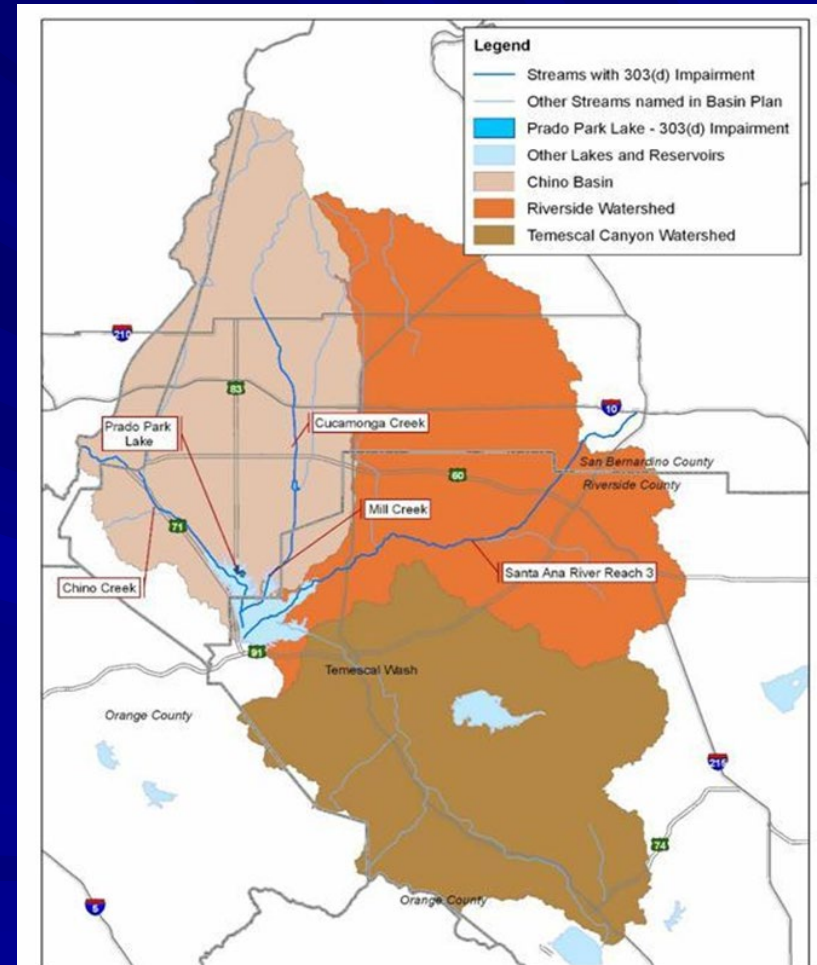 Legend
Streams with 303(d) Impairment
Other Streams named in Basin Plan
Prado Park Lake - 303(d) Impairment
Other Lakes and Reservoirs
Chino Basin
Riverside Watershed
Temescal Canyon Watershed
210
83
10
Prado Park
Lake
Cucamonga Creek
San Bernardino County
60
Riverside County
Mill Creek
71
Chino Creek
Santa Ana River Reach 3
91
Temescal Wash
Orange County
215
74
Orange County
5